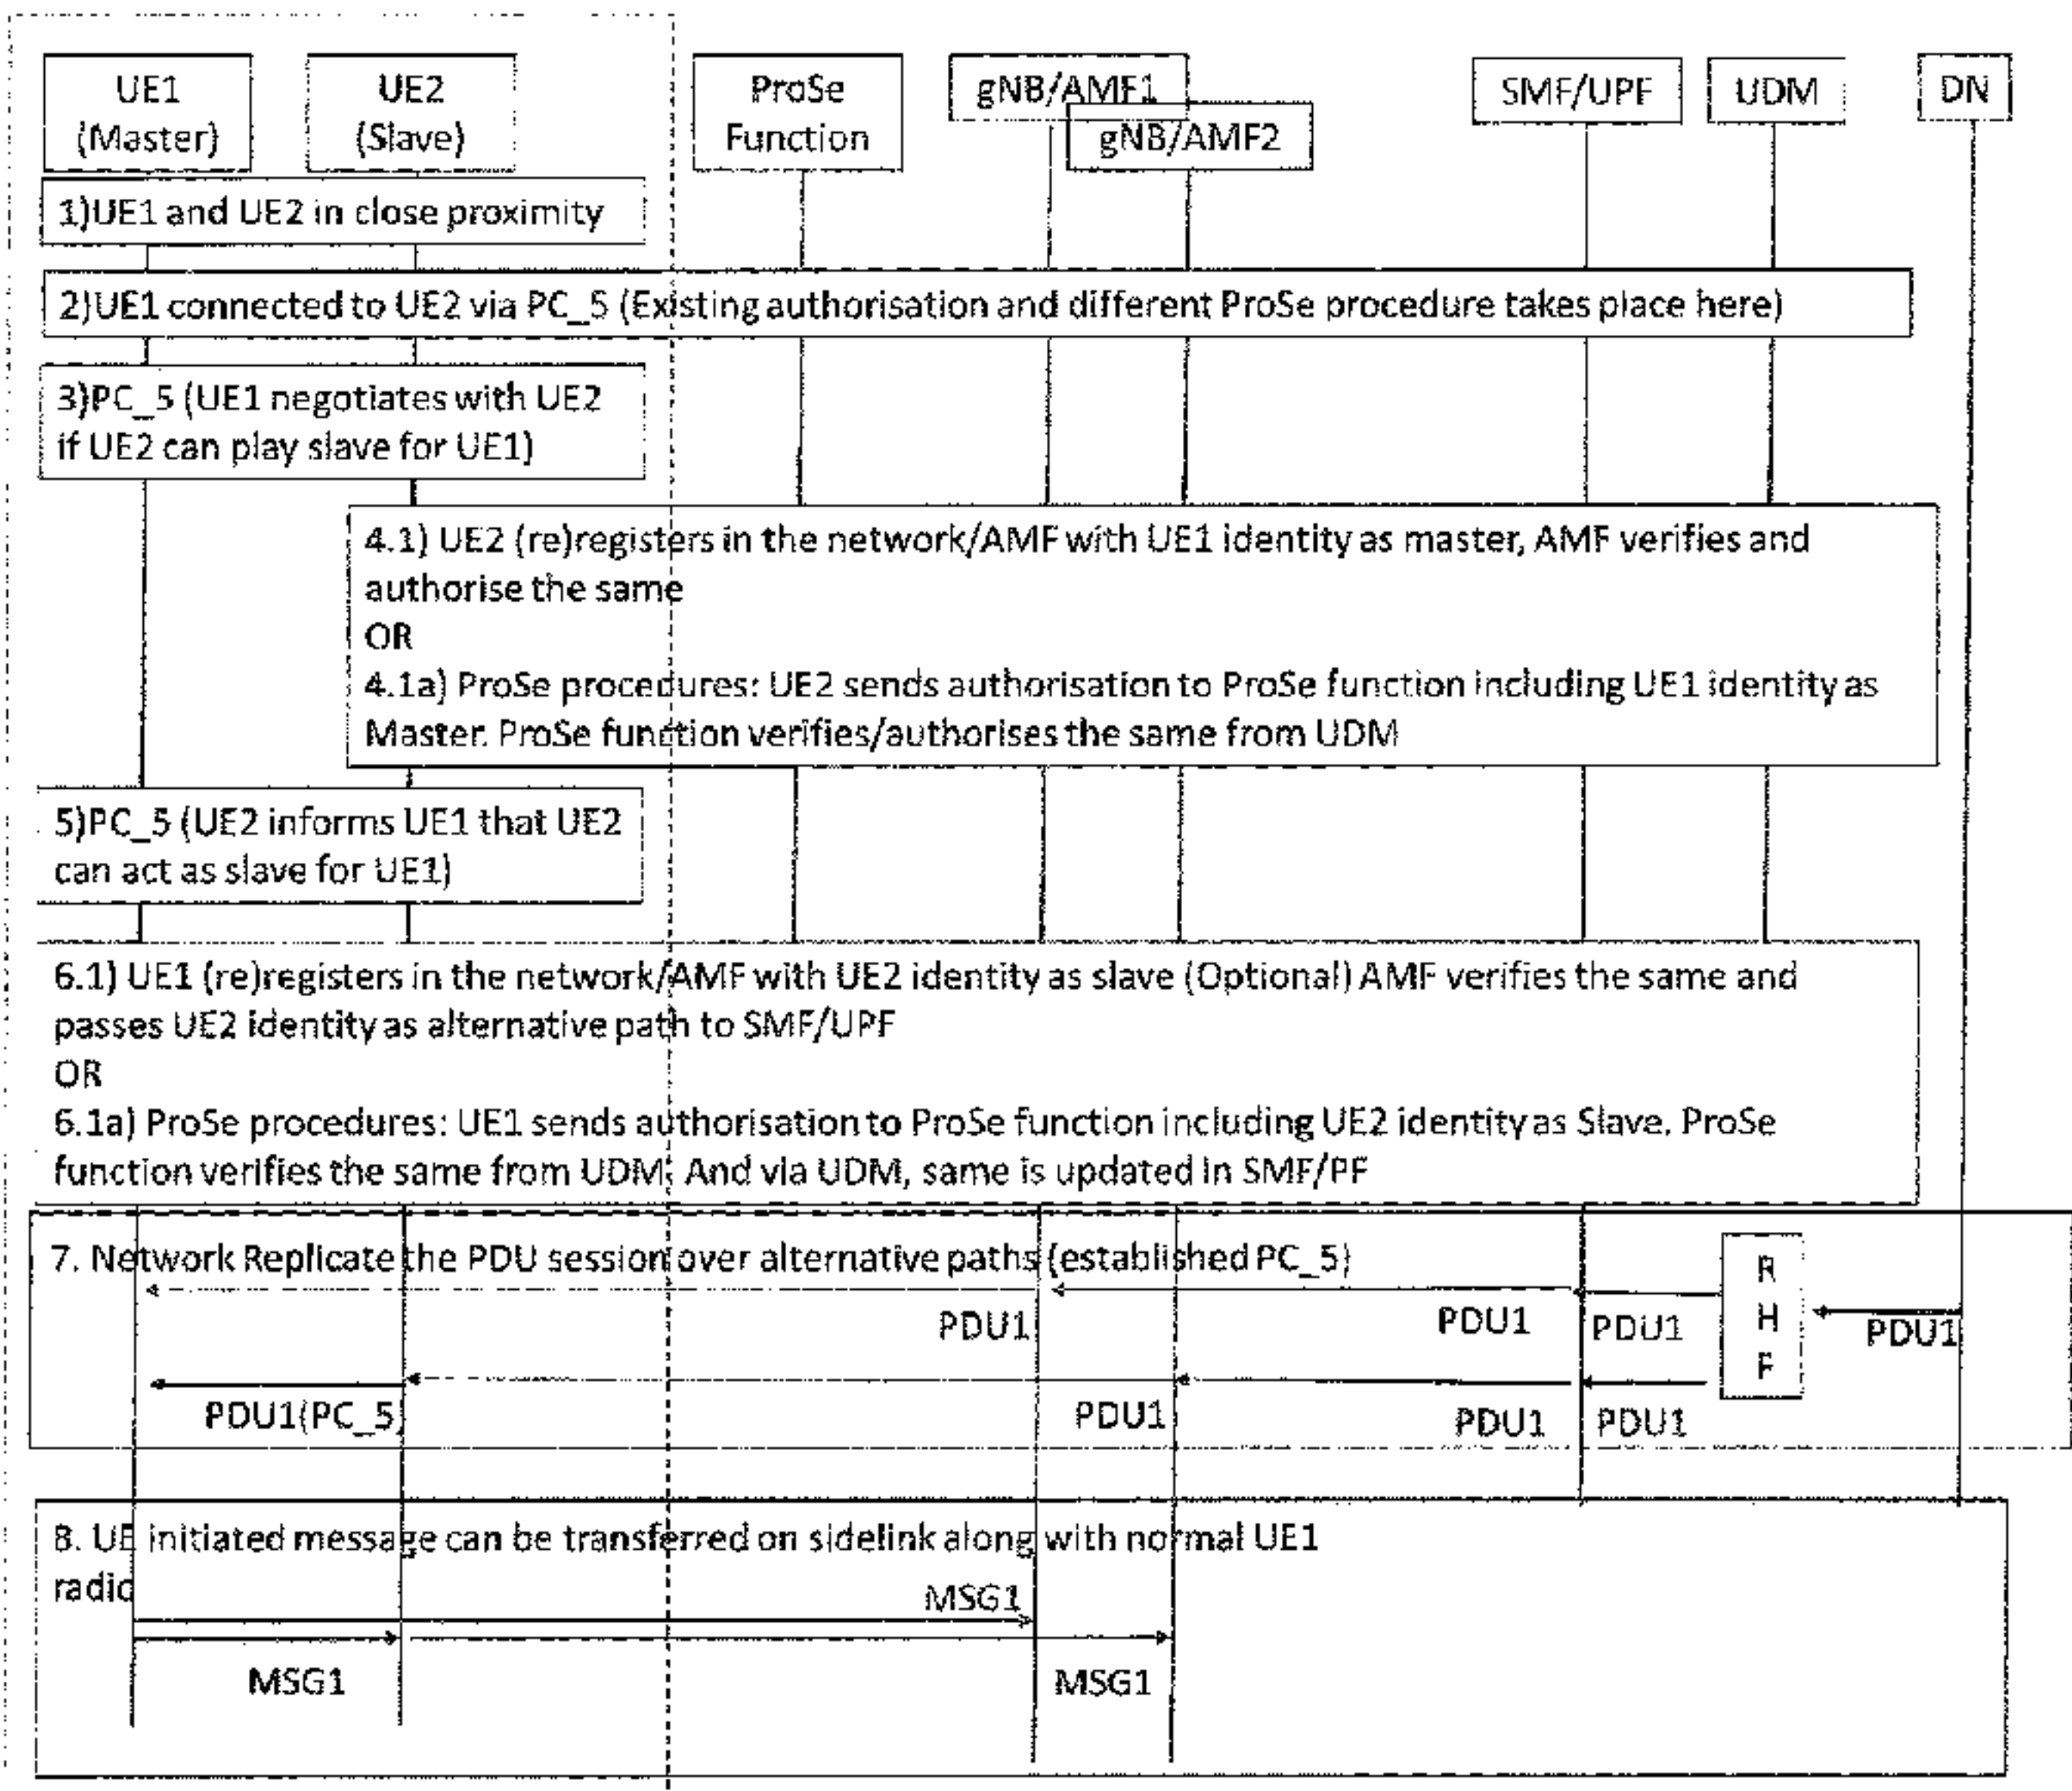 UE1
(Master)
UE2
(Slave)
ProSe
Function
gNB/AMF1
gNB/AMF2
SMF/UPF
UDM
DN
1)UE1 and UE2 in close proximity
2)UE1 connected to UE2 via PC_5 (Existing authorisation and different ProSe procedure takes place here)
3)PC_5 (UE1 negotiates with UE2
if UE2 can play slave for UE1)
4.1) UE2 (re)registers in the network/AMF with UE1 identity as master, AMF verifies and
authorise the same
OR
4.1a) ProSe procedures: UE2 sends authorisation to ProSe function including UE1 identity as
Master. ProSe function verifies/authorises the same from UDM
5)PC_5 (UE2 informs UE1 that UE2
can act as slave for UE1)
6.1) UE1 (re)registers in the network/AMF with UE2 identity as slave (Optional) AMF verifies the same and
passes UE2 identity as alternative path to SMF/UPF
OR
6.1a) ProSe procedures: UE1 sends authorisation to ProSe function including UE2 identity as Slave. ProSe
function verifies the same from UDM. And via UDM, same is updated in SMF/PF
7. Network Replicate the PDU session over alternative paths (established PC_5)
R
H
F
PDU1
PDU1
PDU1
PDU1
PDU1(PC_5
PDU1
PDU1
PDU1
8. UE initiated message can be transferred on sidelink along with normal UE1
radio
MSG1
MSG1
MSG1